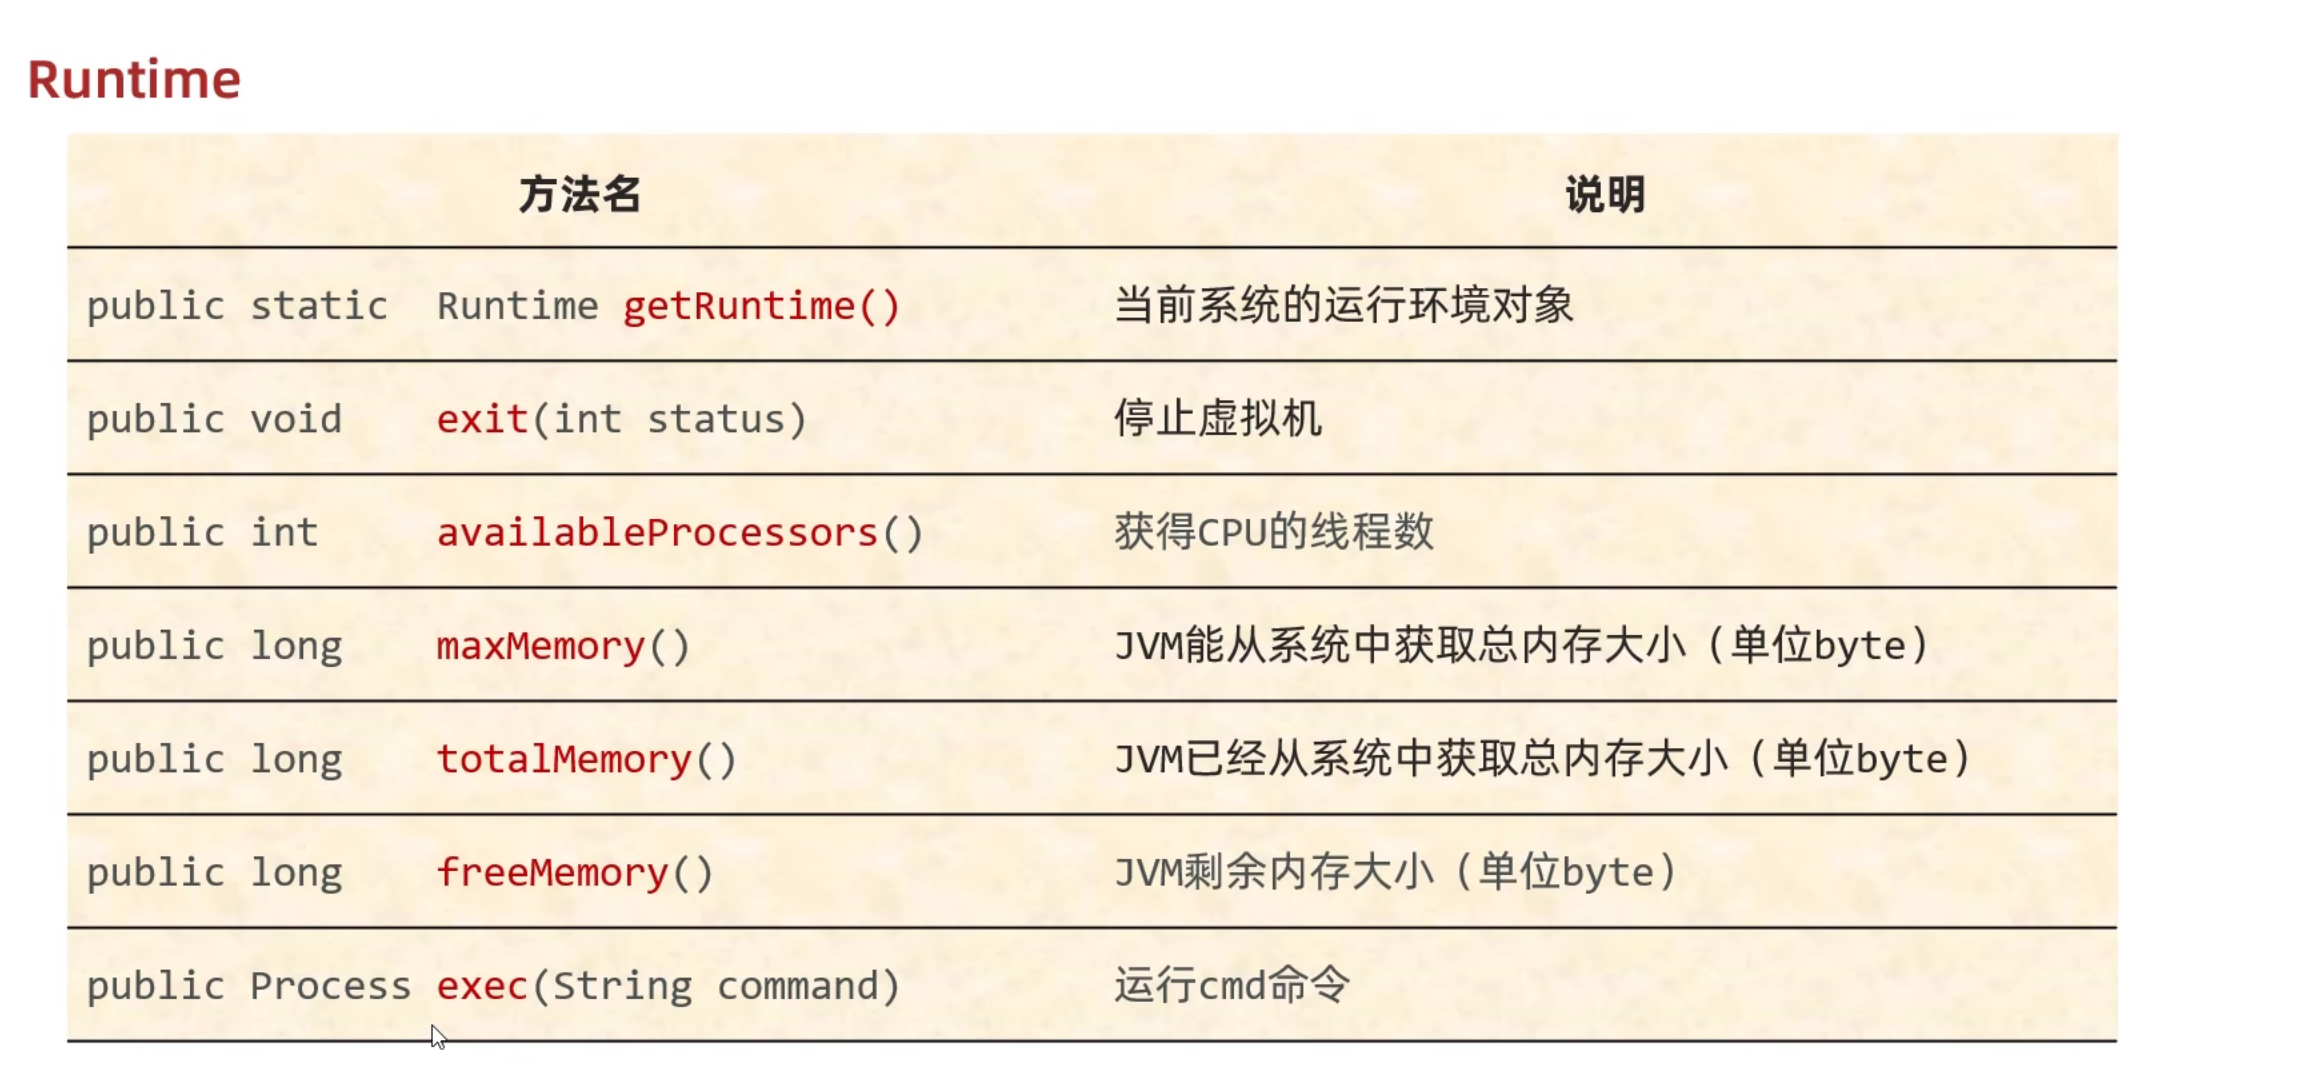 Runtime
方法名 说明
public static Runtime getRuntime() 当前系统的运行环境对象
public void exit(int status) 停止虚拟机
public int availableProcessors() 获得CPU的线程数
public long maxMemory() JVM能从系统中获取总内存大小（单位byte）
public long totalMemory() JVM已经从系统中获取总内存大小（单位byte）
public long freeMemory() JVM剩余内存大小（单位byte）
public Process exec(String command) 运行cmd命令